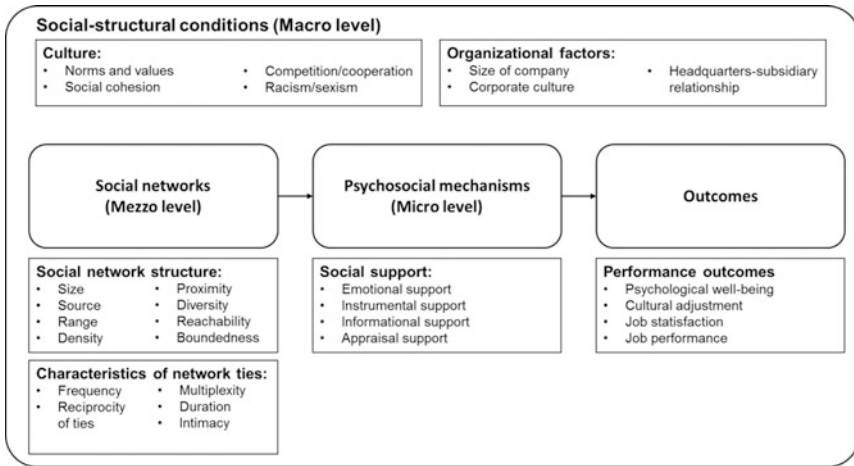 Social-structural conditions (Macro level)
Culture:
• Norms and values
• Social cohesion
• Competition/cooperation
• Racism/sexism
Organizational factors:
• Size of company
• Corporate culture
• Headquarters-subsidiary
relationship
Social networks
(Mezzo level)
Psychosocial mechanisms
(Micro level)
Outcomes
Social network structure:
• Size
• Source
• Range
• Density
• Proximity
• Diversity
• Reachability
• Boundedness
Social support:
• Emotional support
• Instrumental support
• Informational support
• Appraisal support
Performance outcomes
• Psychological well-being
• Cultural adjustment
• Job statisfaction
• Job performance
Characteristics of network ties:
• Frequency
• Reciprocity
of ties
• Multiplexity
• Duration
• Intimacy